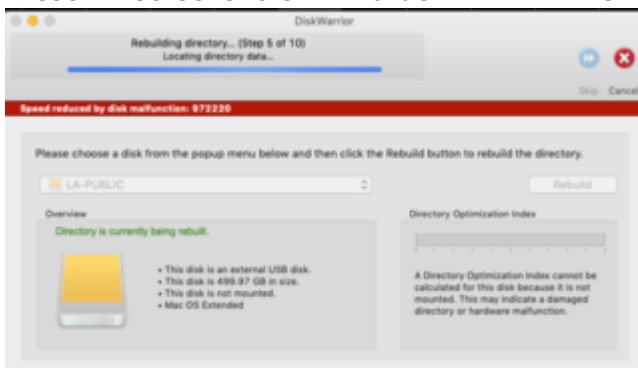 DiskWarrior
Rebuilding directory... (Step 5 of 10)
Locating directory data...
Skip Cancel
Speed reduced by disk malfunction: 972220
Please choose a disk from the popup menu below and then click the Rebuild button to rebuild the directory.
LA-PUBLIC
Rebuild
Overview
Directory is currently being rebuilt.
• This disk is an external USB disk.
• This disk is 499.97 GB in size.
• This disk is not mounted.
• Mac OS Extended
Directory Optimization Index
A Directory Optimization Index cannot be
calculated for this disk because it is not
mounted. This may indicate a damaged
directory or hardware malfunction.